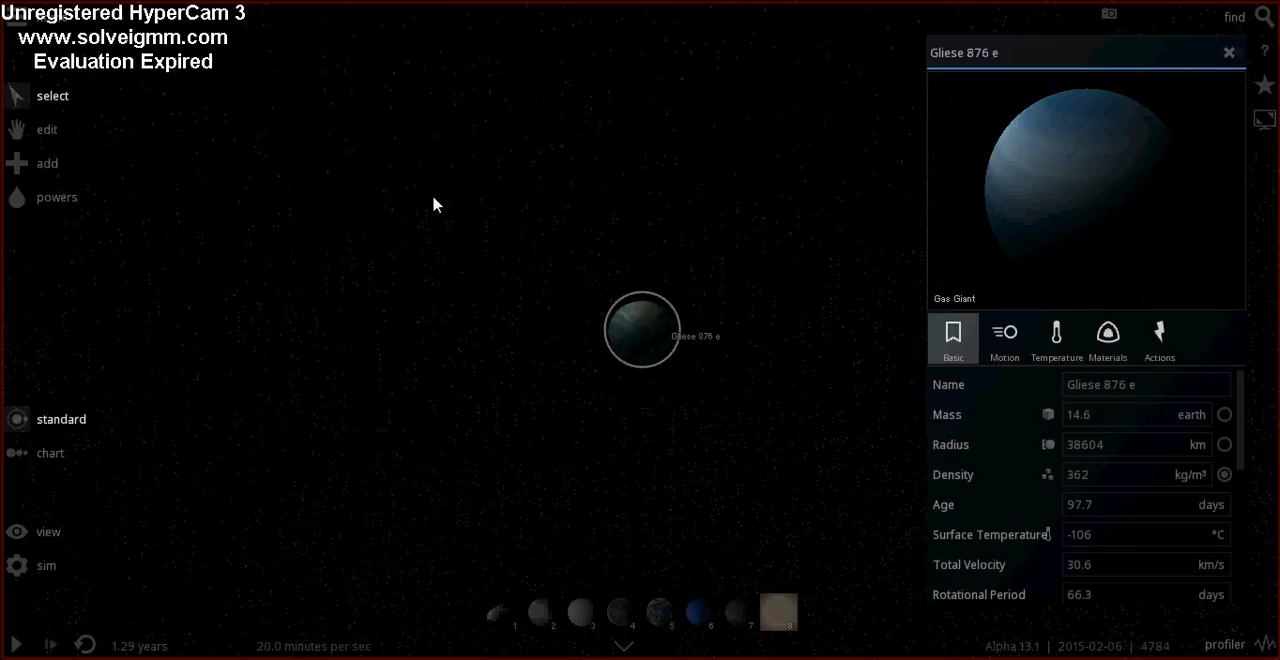 Unregistered HyperCam 3
www.solveigmm.com
Evaluation Expired
find
?
select
edit
add
powers
standard
chart
view
sim
Gliese 876 e
Gliese 876 e
Gas Giant
Basic Motion Temperature Materials Actions
Name Gliese 876 e
Mass 14.6 earth
Radius 38604 km
Density 362 kg/m³
Age 97.7 days
Surface Temperature -106 °C
Total Velocity 30.6 km/s
Rotational Period 66.3 days
1 2 3 4 5 6 7 8
1.29 years 20.0 minutes per sec
Alpha 13.1 | 2015-02-06 | 4784 profiler